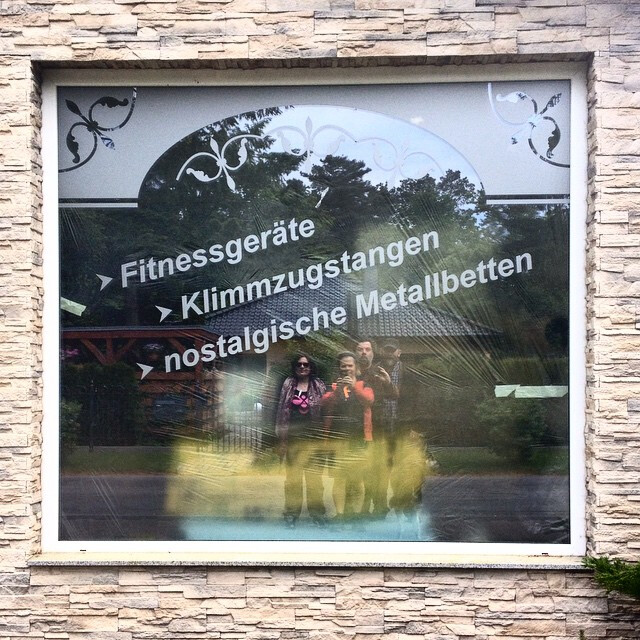 Fitnessgeräte
Klimmzugstangen
nostalgische Metallbetten